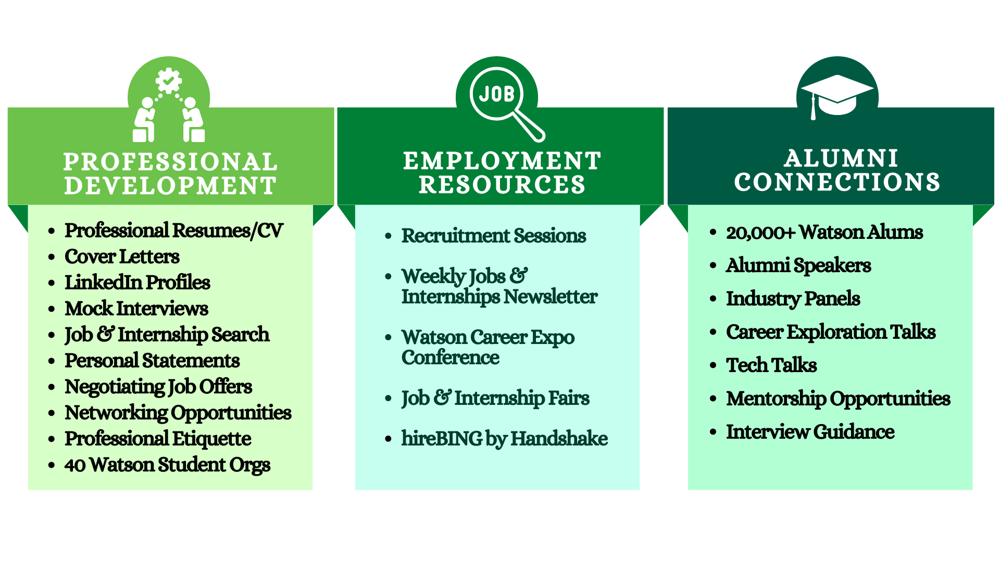 PROFESSIONAL
DEVELOPMENT
• Professional Resumes/CV
• Cover Letters
• LinkedIn Profiles
• Mock Interviews
• Job & Internship Search
• Personal Statements
• Negotiating Job Offers
• Networking Opportunities
• Professional Etiquette
• 40 Watson Student Orgs
JOB
EMPLOYMENT
RESOURCES
• Recruitment Sessions
• Weekly Jobs &
Internships Newsletter
• Watson Career Expo
Conference
• Job & Internship Fairs
• hireBING by Handshake
ALUMNI
CONNECTIONS
• 20,000+ Watson Alums
• Alumni Speakers
• Industry Panels
• Career Exploration Talks
• Tech Talks
• Mentorship Opportunities
• Interview Guidance